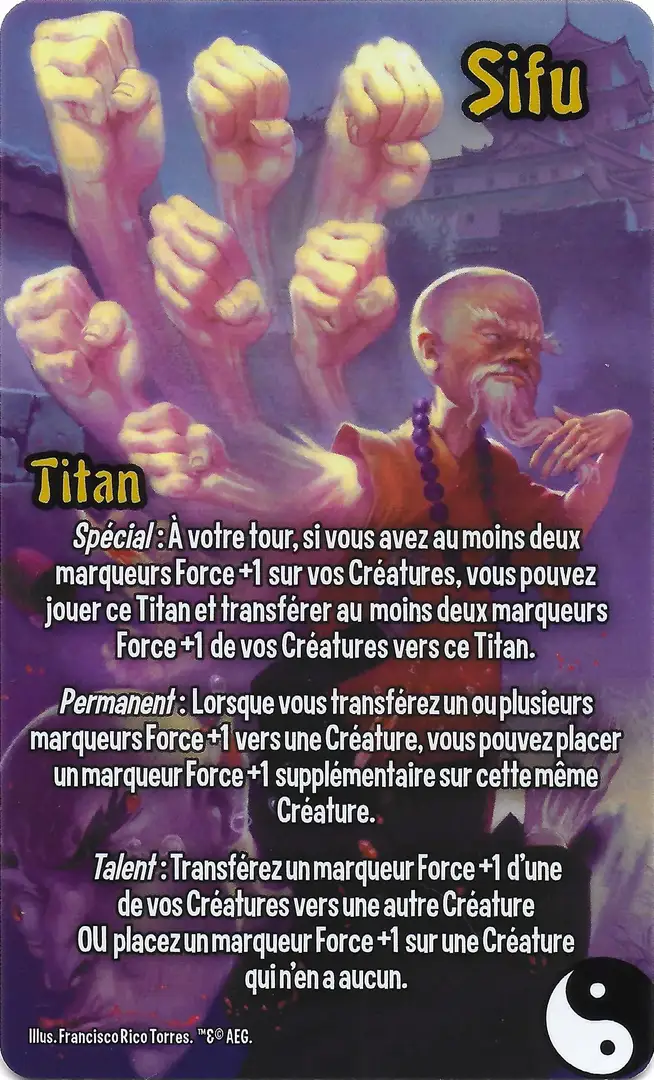 Sifu
Titan
Spécial : À votre tour, si vous avez au moins deux
marqueurs Force +1 sur vos Créatures, vous pouvez
jouer ce Titan et transférer au moins deux marqueurs
Force +1 de vos Créatures vers ce Titan.
Permanent : Lorsque vous transférez un ou plusieurs
marqueurs Force +1 vers une Créature, vous pouvez placer
un marqueur Force +1 supplémentaire sur cette même
Créature.
Talent : Transférez un marqueur Force +1 d'une
de vos Créatures vers une autre Créature
OU placez un marqueur Force +1 sur une Créature
qui n'en a aucun.
Illus. Francisco Rico Torres. ™&© AEG.